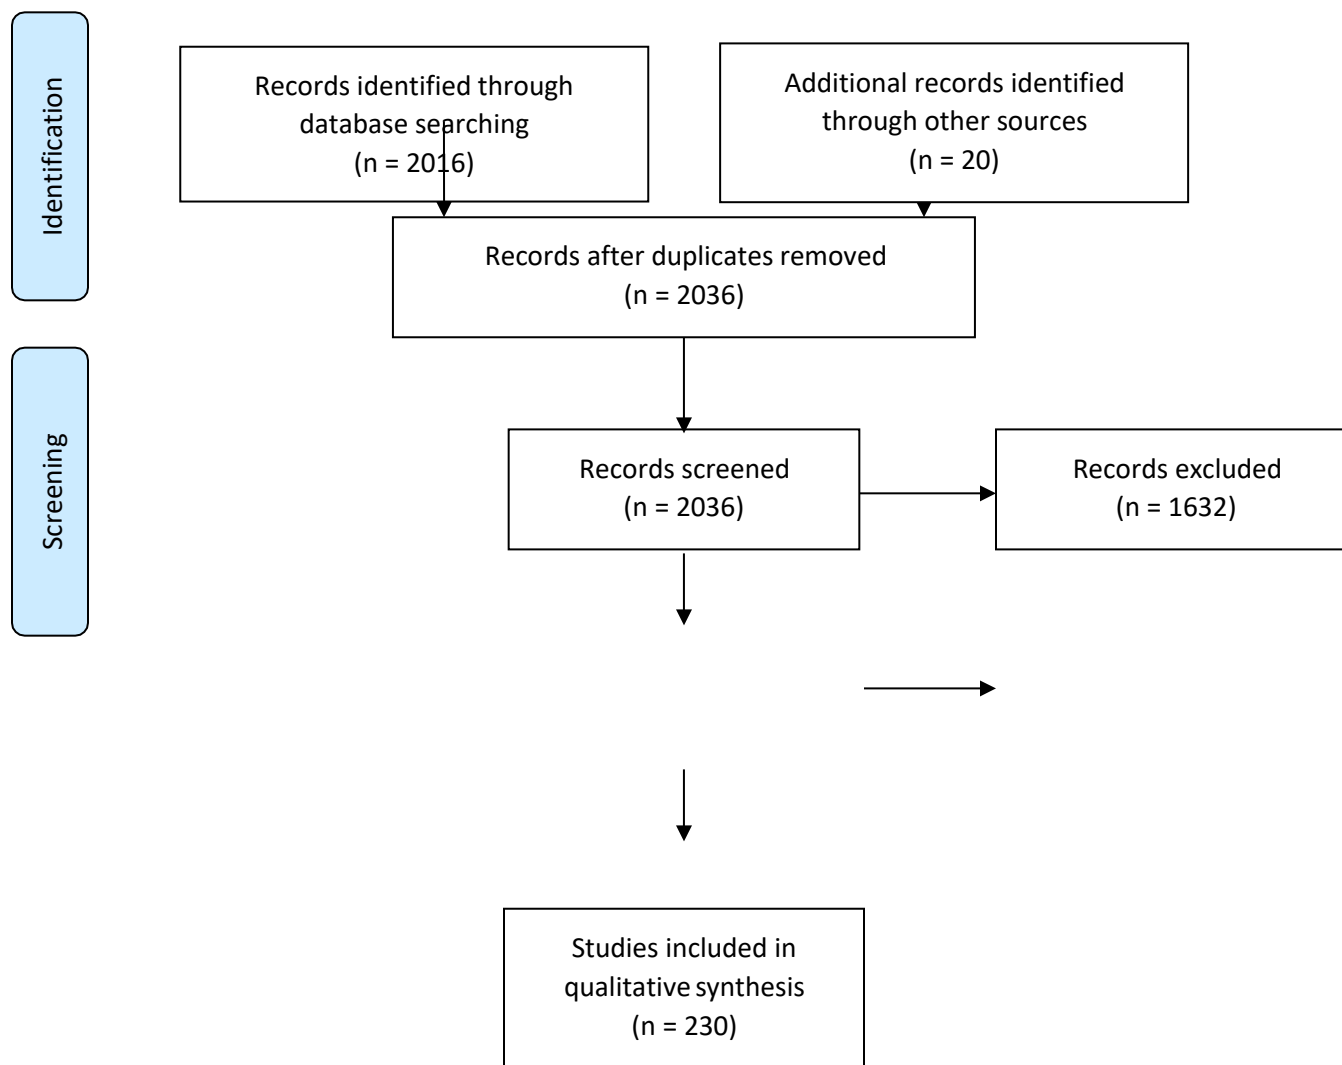 Identification
Records identified through
database searching
(n = 2016)
Additional records identified
through other sources
(n = 20)
Records after duplicates removed
(n = 2036)
Screening
Records screened
(n = 2036)
Records excluded
(n = 1632)
Studies included in
qualitative synthesis
(n = 230)